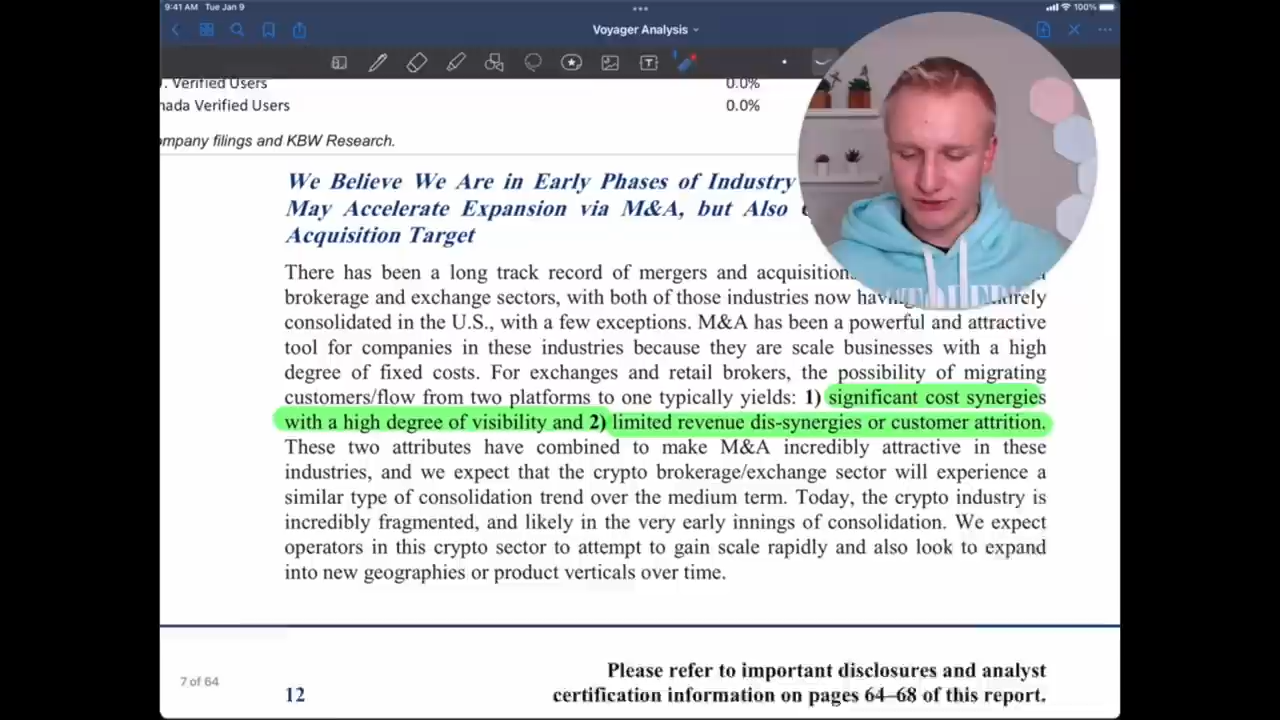 9:41 AM Tue Jan 9
100%
Voyager Analysis
. Verified Users 0.0%
nada Verified Users 0.0%
ompany filings and KBW Research.
We Believe We Are in Early Phases of Industry
May Accelerate Expansion via M&A, but Also
Acquisition Target
There has been a long track record of mergers and acquisitions
brokerage and exchange sectors, with both of those industries now having
consolidated in the U.S., with a few exceptions. M&A has been a powerful and attractive
tool for companies in these industries because they are scale businesses with a high
degree of fixed costs. For exchanges and retail brokers, the possibility of migrating
customers/flow from two platforms to one typically yields: 1) significant cost synergies
with a high degree of visibility and 2) limited revenue dis-synergies or customer attrition.
These two attributes have combined to make M&A incredibly attractive in these
industries, and we expect that the crypto brokerage/exchange sector will experience a
similar type of consolidation trend over the medium term. Today, the crypto industry is
incredibly fragmented, and likely in the very early innings of consolidation. We expect
operators in this crypto sector to attempt to gain scale rapidly and also look to expand
into new geographies or product verticals over time.
7 of 64
12
Please refer to important disclosures and analyst
certification information on pages 64–68 of this report.